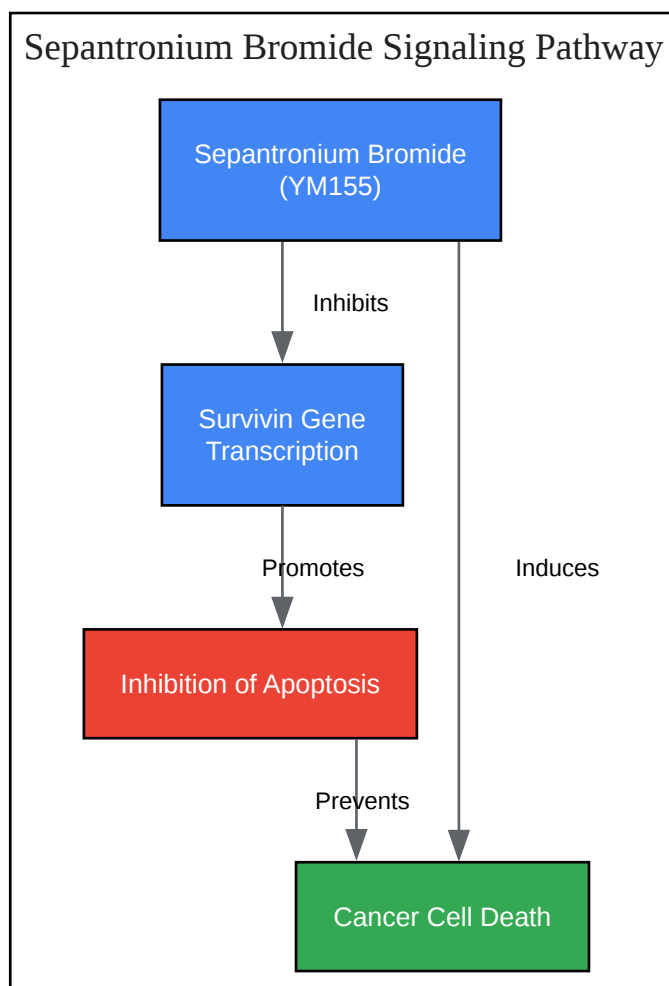 Sepantronium Bromide Signaling Pathway
Sepantronium Bromide
(YM155)
Inhibits
Survivin Gene
Transcription
Promotes
Induces
Inhibition of Apoptosis
Prevents
Cancer Cell Death